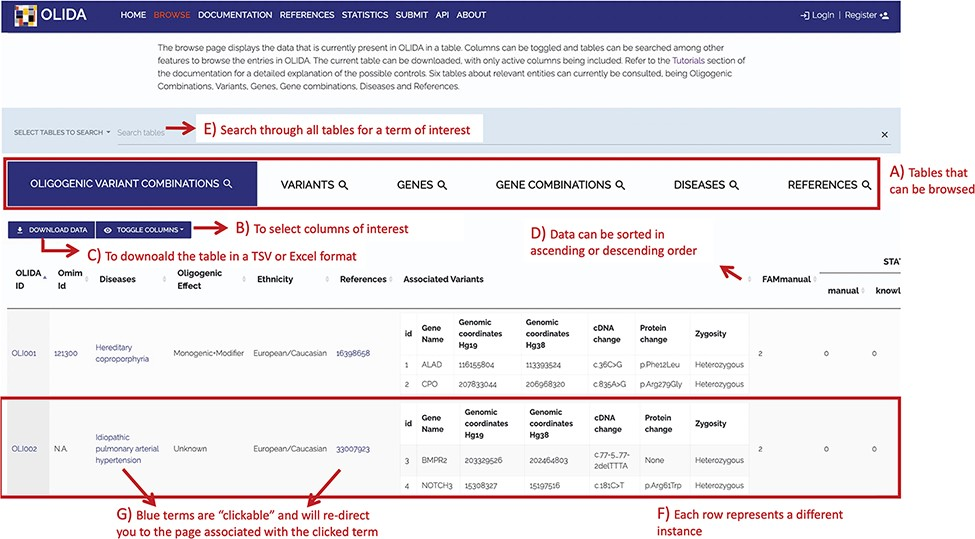 OLIDA
HOME BROWSE DOCUMENTATION REFERENCES STATISTICS SUBMIT API ABOUT
LogIn | Register
The browse page displays the data that is currently present in OLIDA in a table. Columns can be toggled and tables can be searched among other
features to browse the entries in OLIDA. The current table can be downloaded, with only active columns being included. Refer to the Tutorials section of
the documentation for a detailed explanation of the possible controls. Six tables about relevant entities can currently be consulted, being Oligogenic
Combinations, Variants, Genes, Gene combinations, Diseases and References.
SELECT TABLES TO SEARCH Search tables
E) Search through all tables for a term of interest
OLIGOGENIC VARIANT COMBINATIONS VARIANTS GENES GENE COMBINATIONS DISEASES REFERENCES
A) Tables that
can be browsed
DOWNLOAD DATA TOGGLE COLUMNS
B) To select columns of interest
C) To downoald the table in a TSV or Excel format
D) Data can be sorted in
ascending or descending order
OLIDA ID Omim Id Diseases Oligogenic Effect Ethnicity References Associated Variants FAMmanual STAT
manual knowl
id Gene Name Genomic coordinates Hg19 Genomic coordinates Hg38 cDNA change Protein change Zygosity
OLI001 121300 Hereditary coproporphyria Monogenic+Modifier European/Caucasian 16398658 2 0 0
1 ALAD 116155804 113393524 c.36C>G p.Phe12Leu Heterozygous
2 CPO 207833044 206968320 c.835A>G p.Arg279Gly Heterozygous
id Gene Name Genomic coordinates Hg19 Genomic coordinates Hg38 cDNA change Protein change Zygosity
OLI002 N.A. Idiopathic pulmonary arterial hypertension Unknown European/Caucasian 33007923 2 0 0
3 BMPR2 203329526 202464803 c.77-5_77-2delTTTA None Heterozygous
4 NOTCH3 15308327 15197516 c.181C>T p.Arg61Trp Heterozygous
G) Blue terms are “clickable” and will re-direct
you to the page associated with the clicked term
F) Each row represents a different
instance